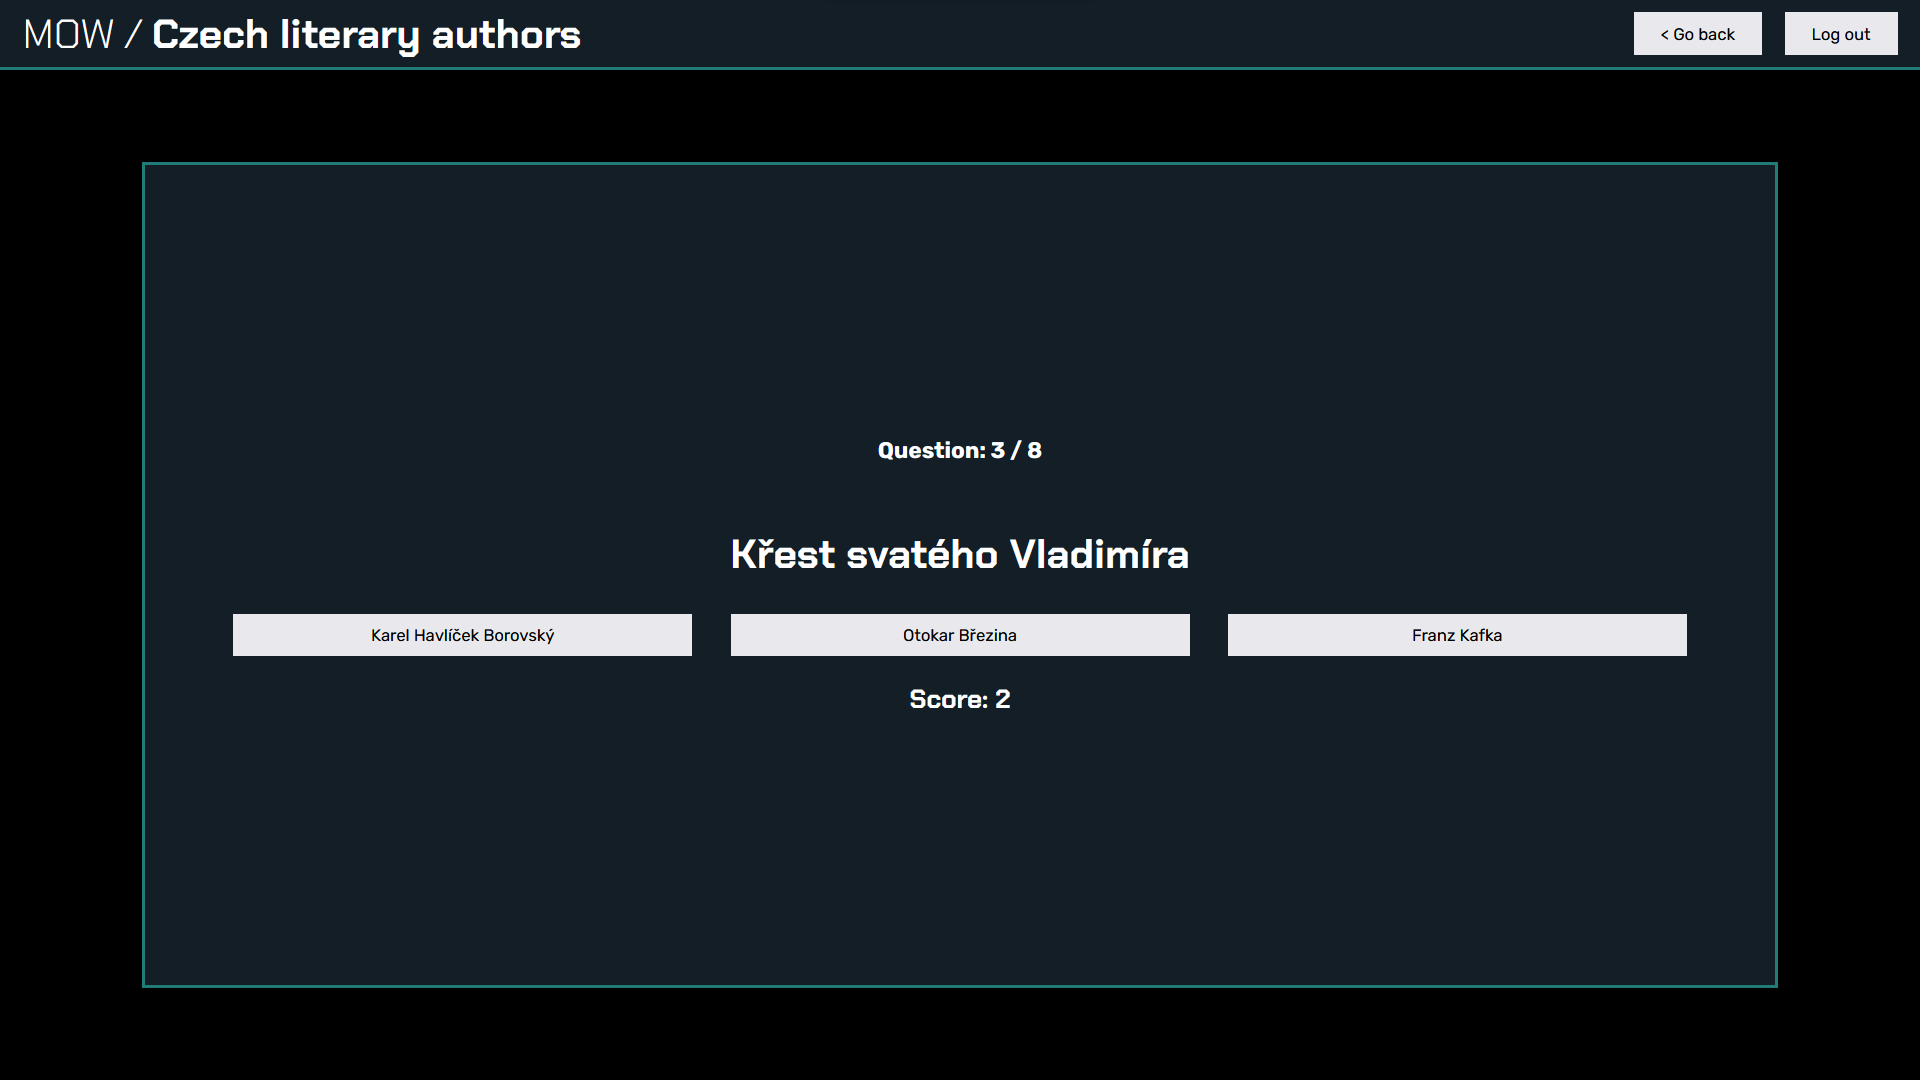 MOW / Czech literary authors
< Go back
Log out
Question: 3 / 8
Křest svatého Vladimíra
Karel Havlíček Borovský
Otokar Březina
Franz Kafka
Score: 2